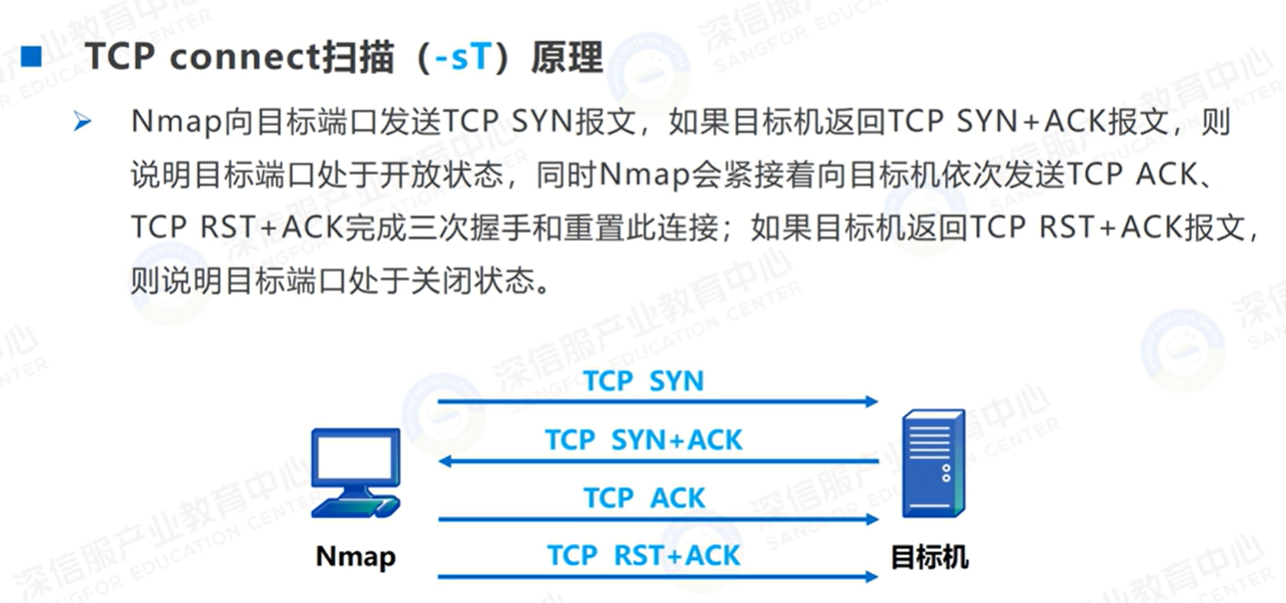 TCP connect扫描（-sT）原理
Nmap向目标端口发送TCP SYN报文，如果目标机返回TCP SYN+ACK报文，则
说明目标端口处于开放状态，同时Nmap会紧接着向目标机依次发送TCP ACK、
TCP RST+ACK完成三次握手和重置此连接；如果目标机返回TCP RST+ACK报文，
则说明目标端口处于关闭状态。
TCP SYN
TCP SYN+ACK
TCP ACK
TCP RST+ACK
Nmap
目标机
深信服产业教育中心
SANGFOR EDUCATION CENTER